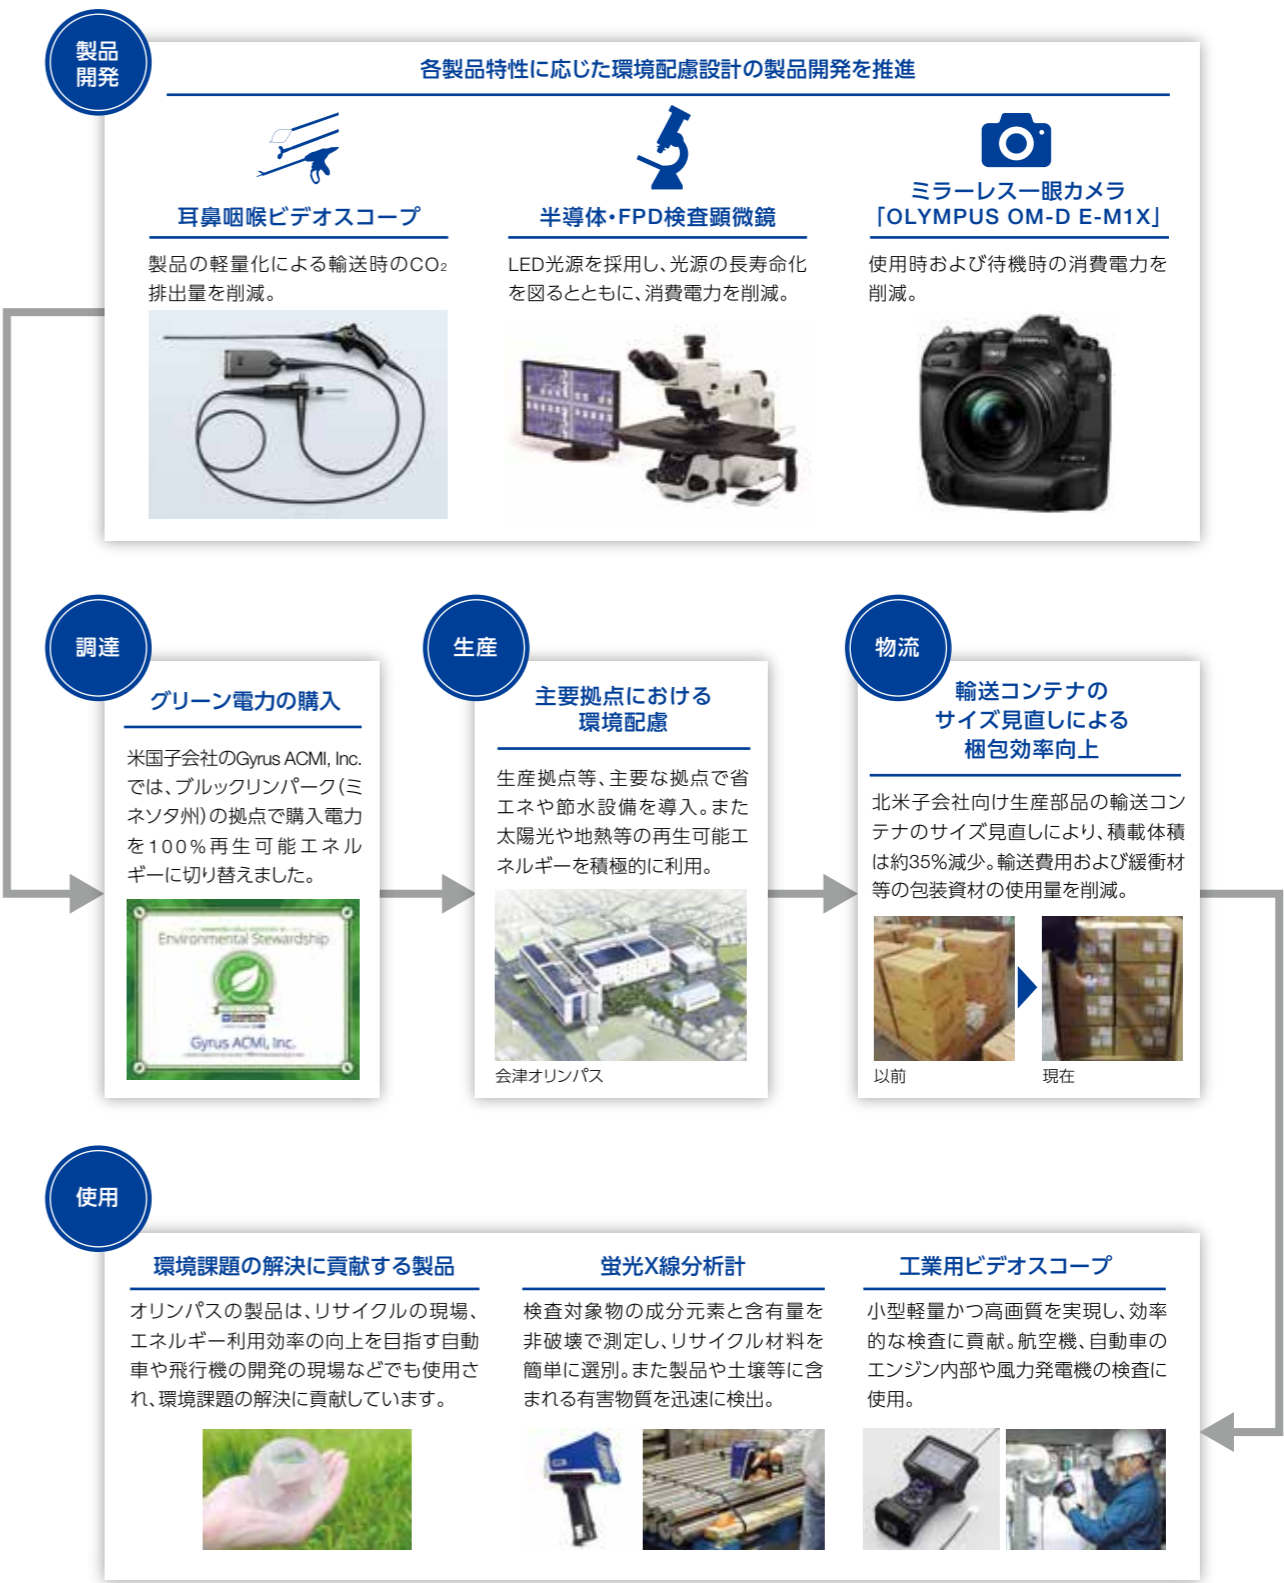 製品
開発
各製品特性に応じた環境配慮設計の製品開発を推進
耳鼻咽喉ビデオスコープ
製品の軽量化による輸送時のCO₂
排出量を削減。
半導体・FPD検査顕微鏡
LED光源を採用し、光源の長寿命化
を図るとともに、消費電力を削減。
ミラーレス一眼カメラ
「OLYMPUS OM-D E-M1X」
使用時および待機時の消費電力を
削減。
調達
グリーン電力の購入
米国子会社のGyrus ACMI, Inc.
では、ブルックリンパーク(ミ
ネソタ州)の拠点で購入電力
を100%再生可能エネル
ギーに切り替えました。
Environmental Stewardship
Gyrus ACMI, Inc.
生産
主要拠点における
環境配慮
生産拠点等、主要な拠点で省
エネや節水設備を導入。また
太陽光や地熱等の再生可能エ
ネルギーを積極的に利用。
会津オリンパス
物流
輸送コンテナの
サイズ見直しによる
梱包効率向上
北米子会社向け生産部品の輸送コン
テナのサイズ見直しにより、積載体積
は約35%減少。輸送費用および緩衝材
等の包装資材の使用量を削減。
以前
現在
使用
環境課題の解決に貢献する製品
オリンパスの製品は、リサイクルの現場、
エネルギー利用効率の向上を目指す自動
車や飛行機の開発の現場などでも使用さ
れ、環境課題の解決に貢献しています。
蛍光X線分析計
検査対象物の成分元素と含有量を
非破壊で測定し、リサイクル材料を
簡単に選別。また製品や土壌等に含
まれる有害物質を迅速に検出。
工業用ビデオスコープ
小型軽量かつ高画質を実現し、効率
的な検査に貢献。航空機、自動車の
エンジン内部や風力発電機の検査に
使用。